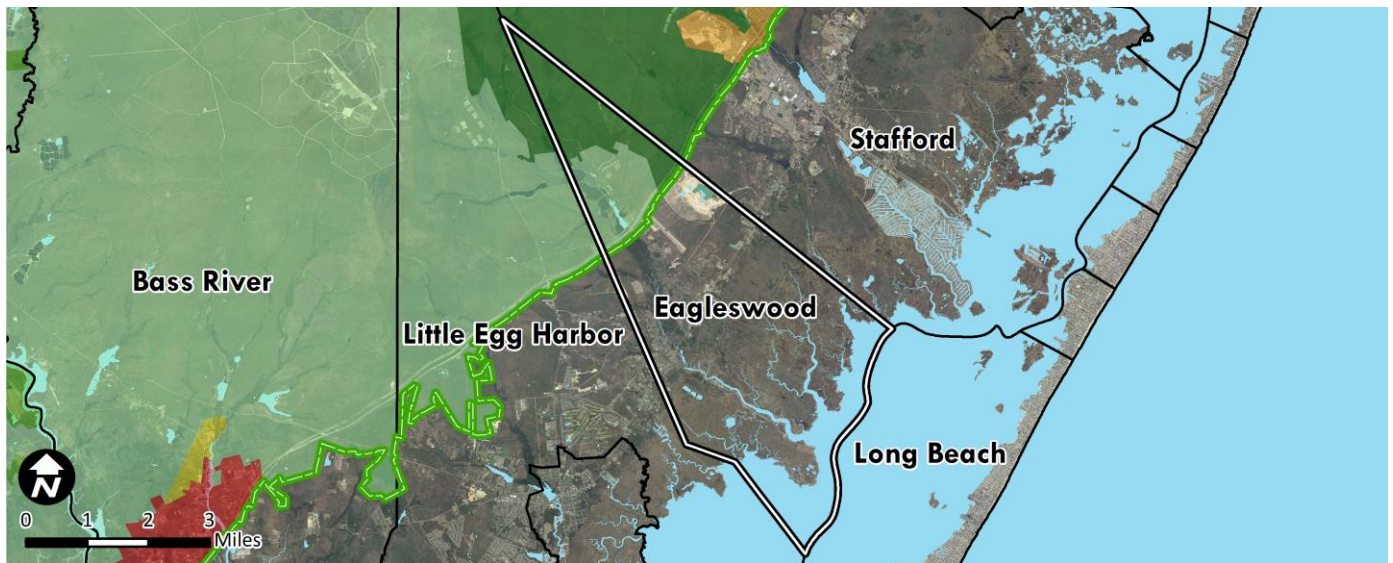 Stafford
Bass River
Little Egg Harbor
Eagleswood
Long Beach
N
0 1 2 3
Miles